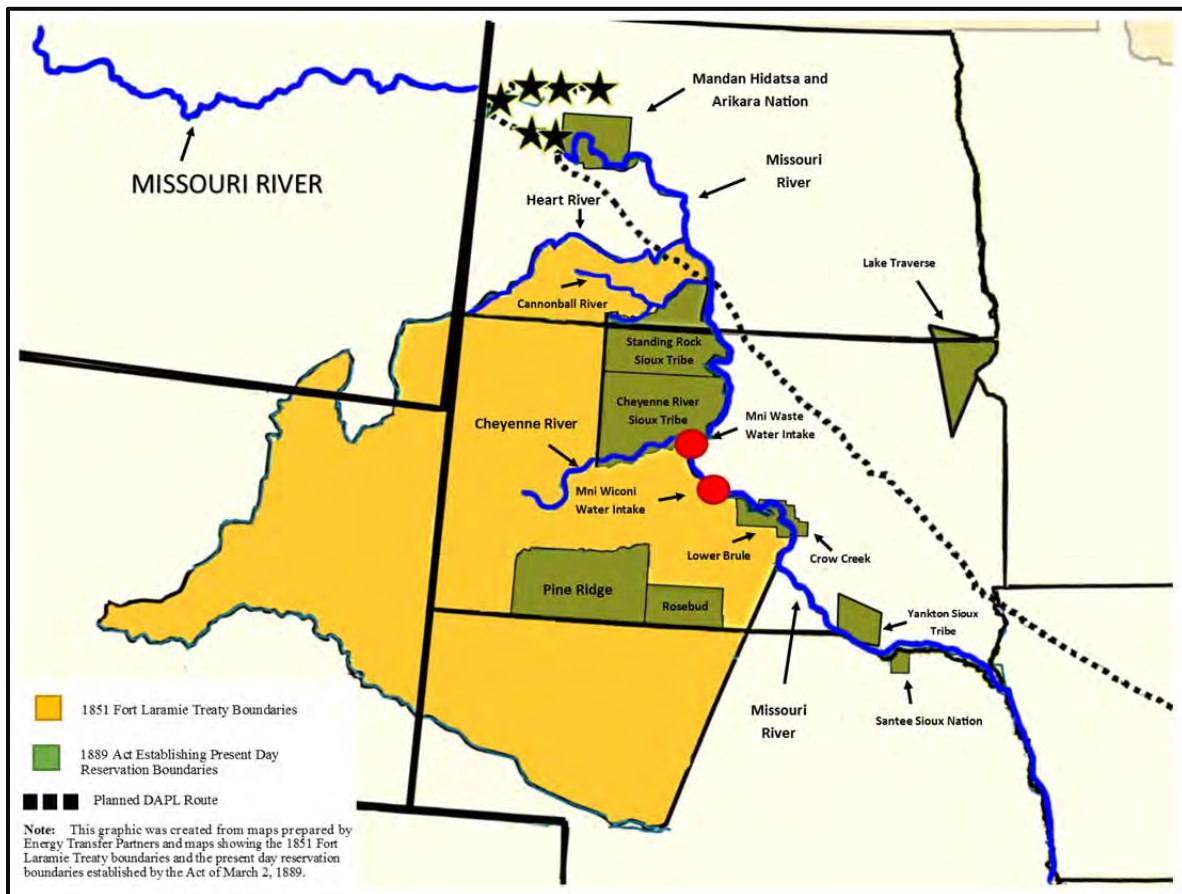 Mandan Hidatsa and
Arikara Nation
MISSOURI RIVER
Missouri
River
Heart River
Lake Traverse
Cannonball River
Standing Rock
Sioux Tribe
Cheyenne River
Sioux Tribe
Mni Waste
Water Intake
Cheyenne River
Mni Wiconi
Water Intake
Lower Brule
Crow Creek
Pine Ridge
Rosebud
Yankton Sioux
Tribe
Santee Sioux Nation
Missouri
River
1851 Fort Laramie Treaty Boundaries
1889 Act Establishing Present Day
Reservation Boundaries
Planned DAPL Route
Note: This graphic was created from maps prepared by
Energy Transfer Partners and maps showing the 1851 Fort
Laramie Treaty boundaries and the present day reservation
boundaries established by the Act of March 2, 1889.